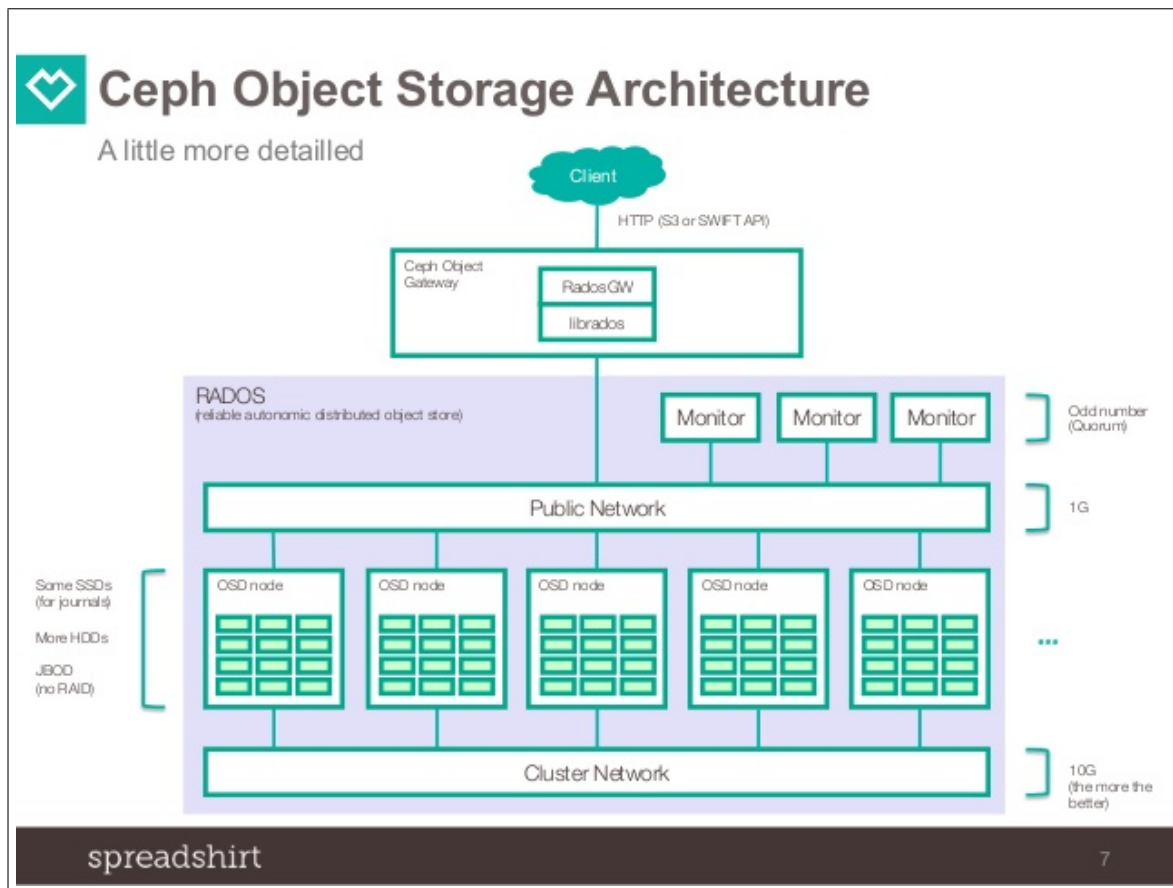 Ceph Object Storage Architecture
A little more detailled
Client
HTTP (S3 or SWIFT API)
Ceph Object
Gateway
RadosGW
librados
RADOS
(reliable autonomic distributed object store)
Monitor
Monitor
Monitor
Odd number
(Quorum)
Public Network
1G
Some SSDs
(for journals)
More HDDs
JBOD
(no RAID)
OSD node
OSD node
OSD node
OSD node
OSD node
...
Cluster Network
10G
(the more the
better)
spreadshirt
7